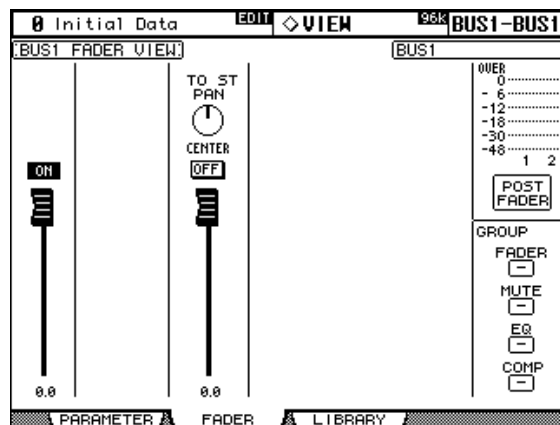 0 Initial Data EDIT ◇VIEW 96k BUS1-BUS1
BUS1 FADER VIEW
BUS1
TO ST
PAN
CENTER
ON
OFF
0.0
0.0
OVER
0
- 6
-12
-18
-30
-48
1 2
POST
FADER
GROUP
FADER
-
MUTE
-
EQ
-
COMP
-
PARAMETER FADER LIBRARY